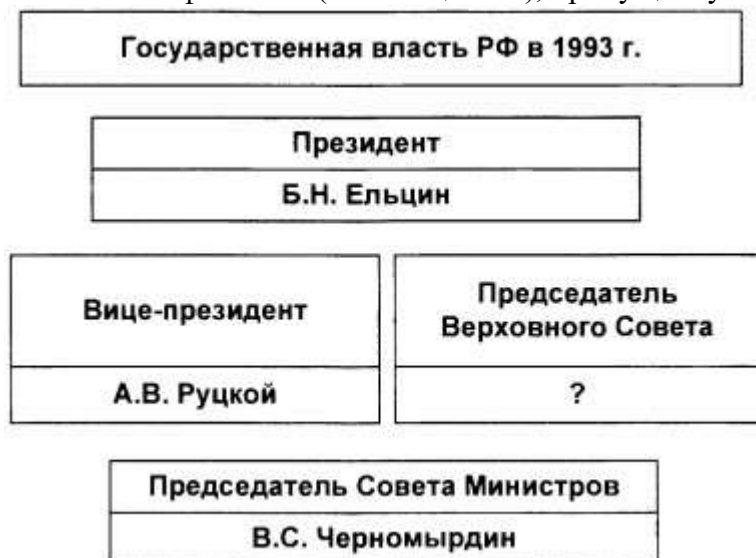 Государственная власть РФ в 1993 г.
Президент
Б.Н. Ельцин
Вице-президент
А.В. Руцкой
Председатель
Верховного Совета
?
Председатель Совета Министров
В.С. Черномырдин